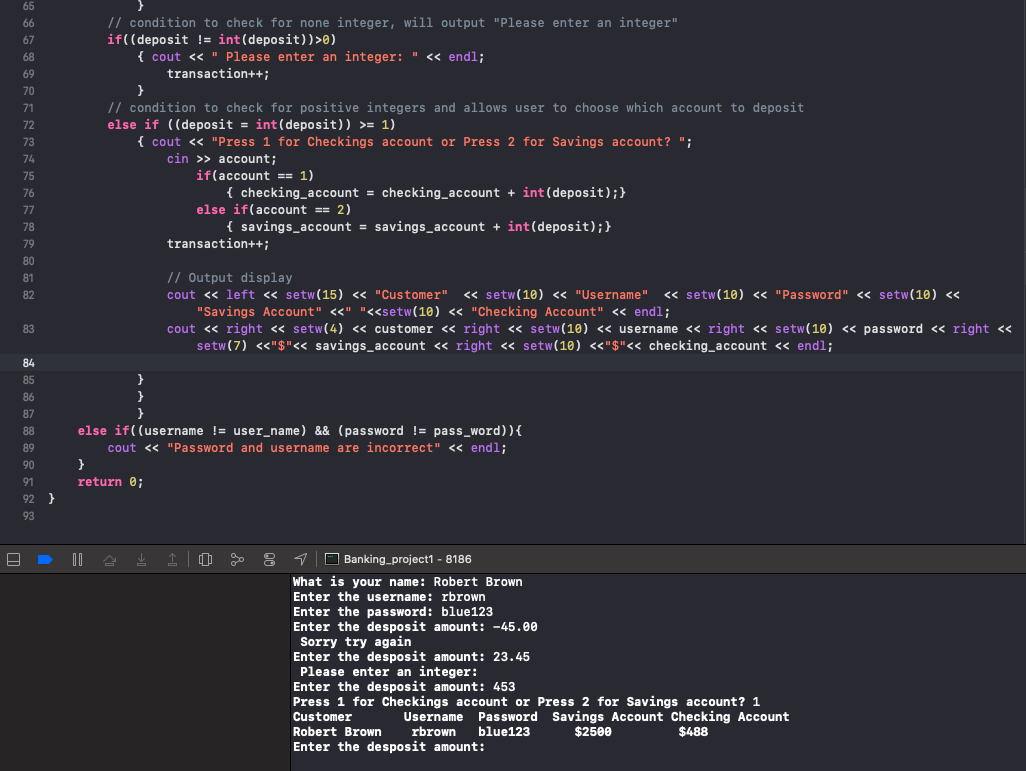 65 }
66 // condition to check for none integer, will output "Please enter an integer"
67 if((deposit != int(deposit))>0)
68 { cout << " Please enter an integer: " << endl;
69 transaction++;
70 }
71 // condition to check for positive integers and allows user to choose which account to deposit
72 else if ((deposit = int(deposit)) >= 1)
73 { cout << "Press 1 for Checkings account or Press 2 for Savings account? ";
74 cin >> account;
75 if(account == 1)
76 { checking_account = checking_account + int(deposit);}
77 else if(account == 2)
78 { savings_account = savings_account + int(deposit);}
79 transaction++;
80
81 // Output display
82 cout << left << setw(15) << "Customer"  << setw(10) << "Username"  << setw(10) << "Password" << setw(10) <<
"Savings Account" <<" "<<setw(10) << "Checking Account" << endl;
83 cout << right << setw(4) << customer << right << setw(10) << username << right << setw(10) << password << right <<
setw(7) <<"$"<< savings_account << right << setw(10) <<"$"<< checking_account << endl;
84
85 }
86 }
87 }
88 else if((username != user_name) && (password != pass_word)){
89 cout << "Password and username are incorrect" << endl;
90 }
91 return 0;
92 }
93
Banking_project1 - 8186
What is your name: Robert Brown
Enter the username: rbrown
Enter the password: blue123
Enter the desposit amount: -45.00
Sorry try again
Enter the desposit amount: 23.45
Please enter an integer:
Enter the desposit amount: 453
Press 1 for Checkings account or Press 2 for Savings account? 1
Customer       Username  Password  Savings Account Checking Account
Robert Brown    rbrown   blue123      $2500         $488
Enter the desposit amount: